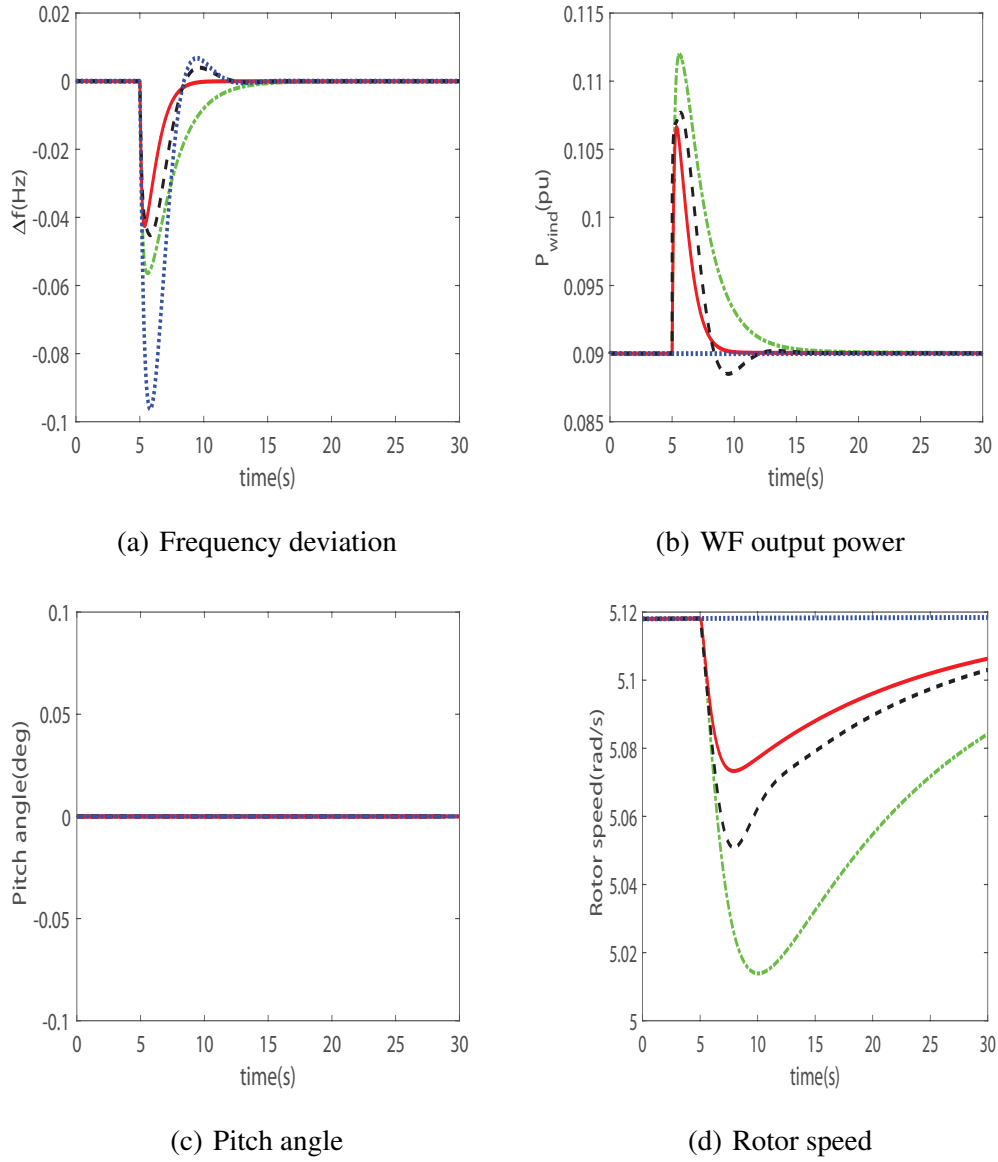 0.02
0
-0.02
-0.04
-0.06
-0.08
-0.1
Δf(Hz)
0 5 10 15 20 25 30
time(s)
(a) Frequency deviation
0.115
0.11
0.105
0.1
0.095
0.09
0.085
P_wind(pu)
0 5 10 15 20 25 30
time(s)
(b) WF output power
0.1
0.05
0
-0.05
-0.1
Pitch angle(deg)
0 5 10 15 20 25 30
time(s)
(c) Pitch angle
5.12
5.1
5.08
5.06
5.04
5.02
5
Rotor speed(rad/s)
0 5 10 15 20 25 30
time(s)
(d) Rotor speed